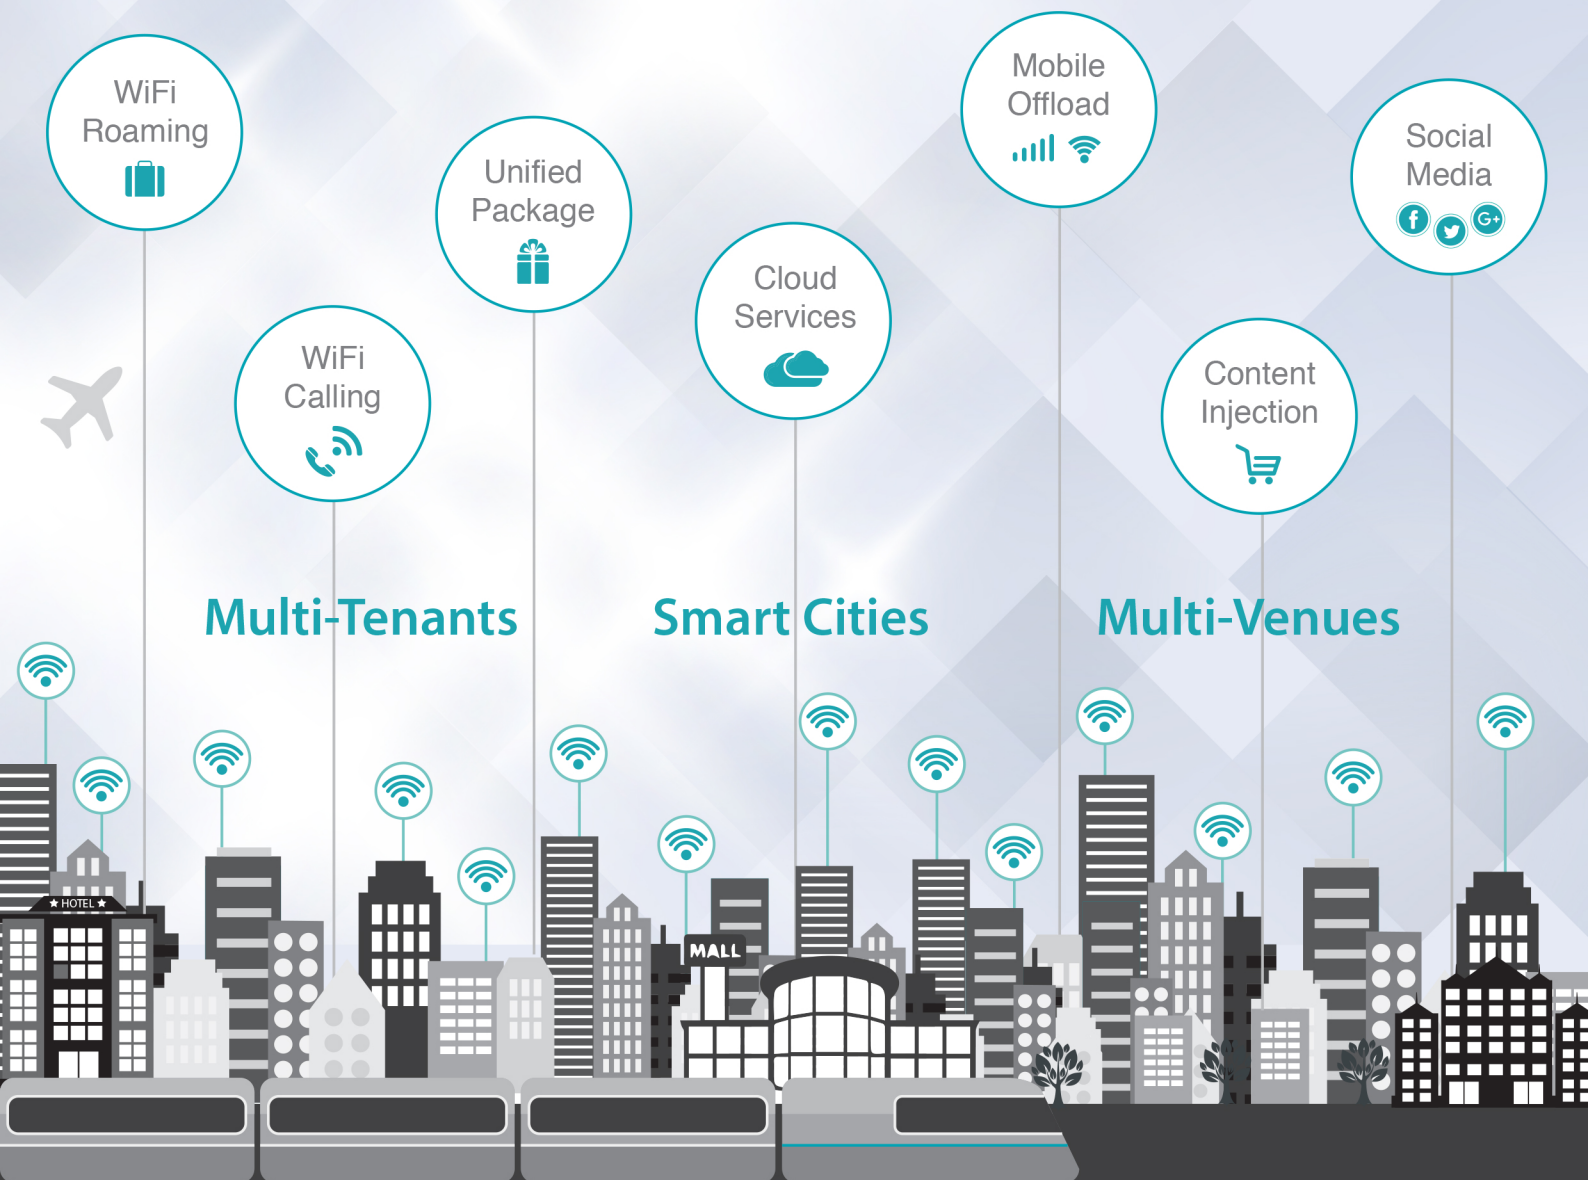 WiFi
Roaming
WiFi
Calling
Unified
Package
Cloud
Services
Mobile
Offload
Content
Injection
Social
Media
f
G+
Multi-Tenants
Smart Cities
Multi-Venues
HOTEL
MALL